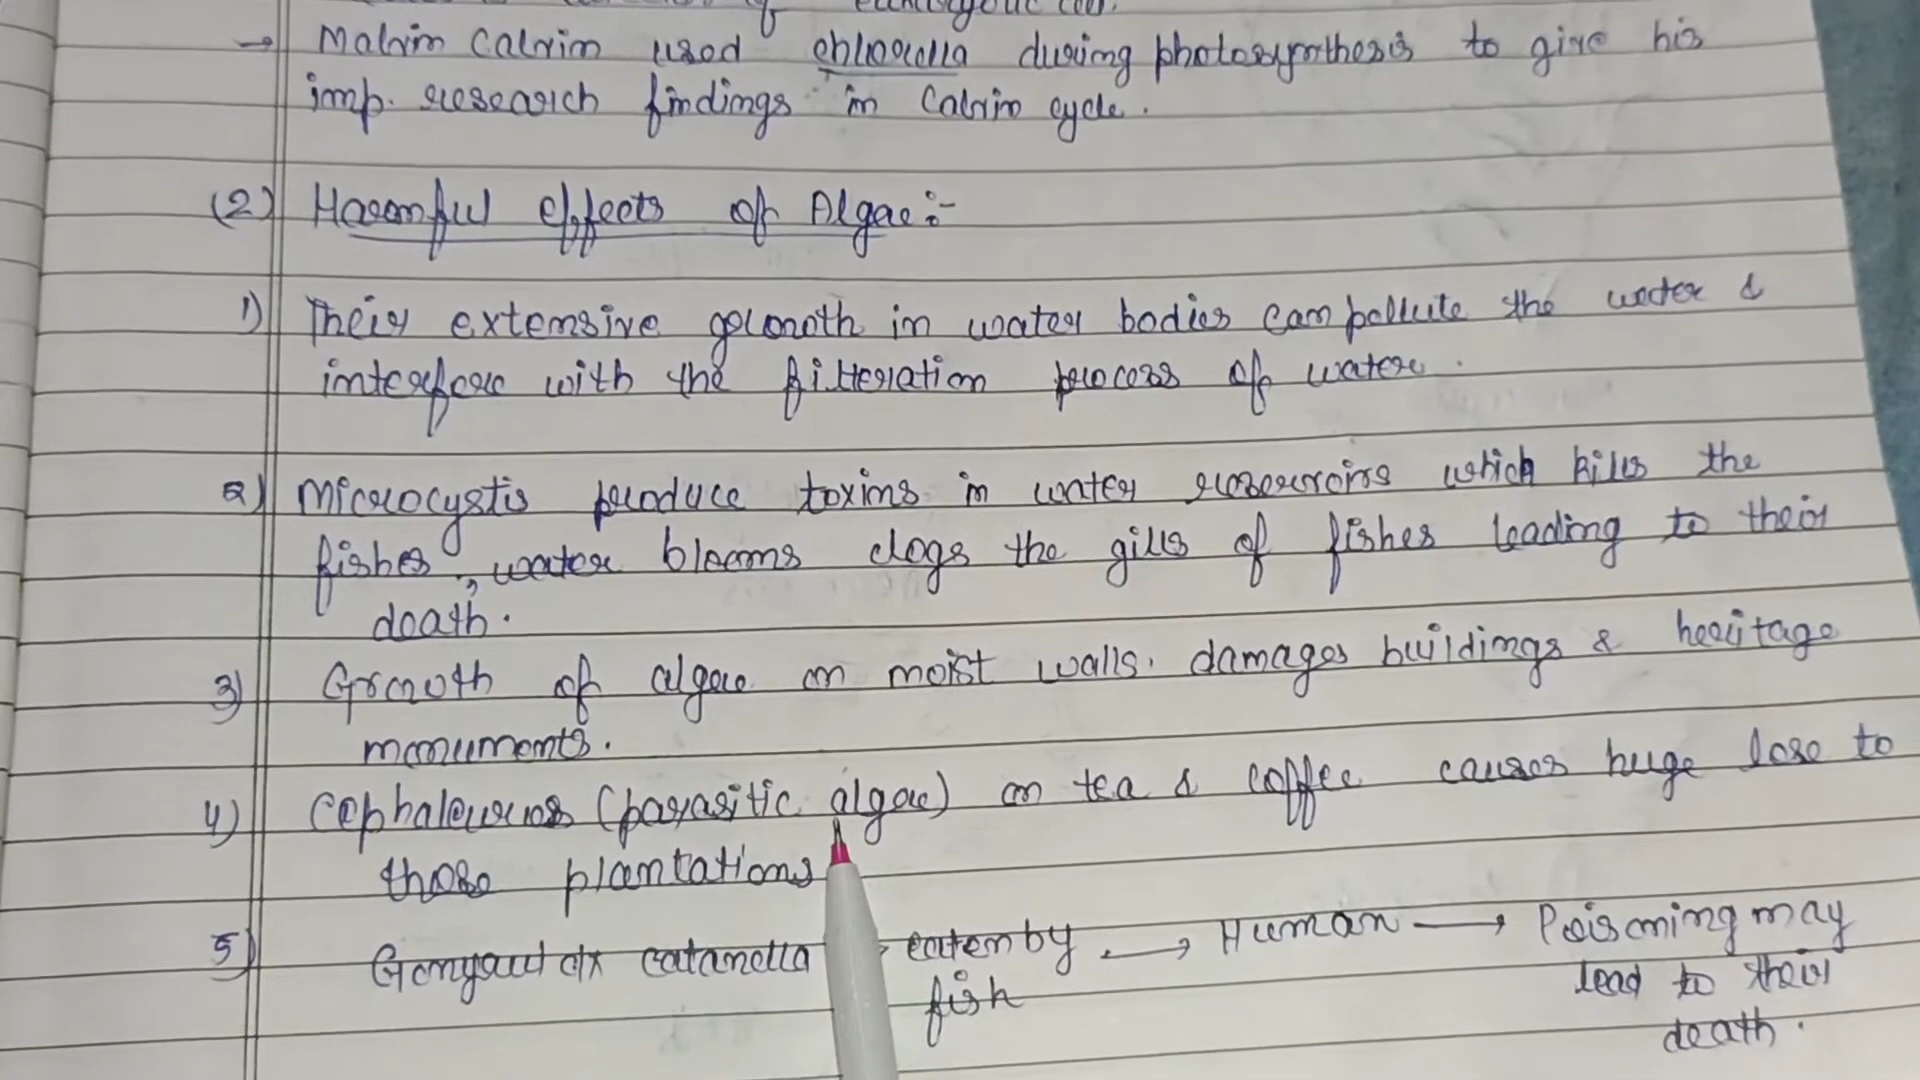 → Malvin Calvin used chlorella during photosynthesis to give his
imp. research findings in Calvin cycle.
(2) Harmful effects of Algae:-
1) Their extensive growth in water bodies can pollute the water &
interfere with the filteration process of water.
2) Microcystis produce toxins in water reservoirs which kills the
fishes, water blooms clogs the gills of fishes leading to their
death.
3) Growth of algae on moist walls. damages buildings & heritage
monuments.
4) Cephaleuros (parasitic algae) on tea & coffee causes huge lose to
those plantations
5) Gonyaulax catanella eaten by → Human → Poisoning may
fish lead to their
death.